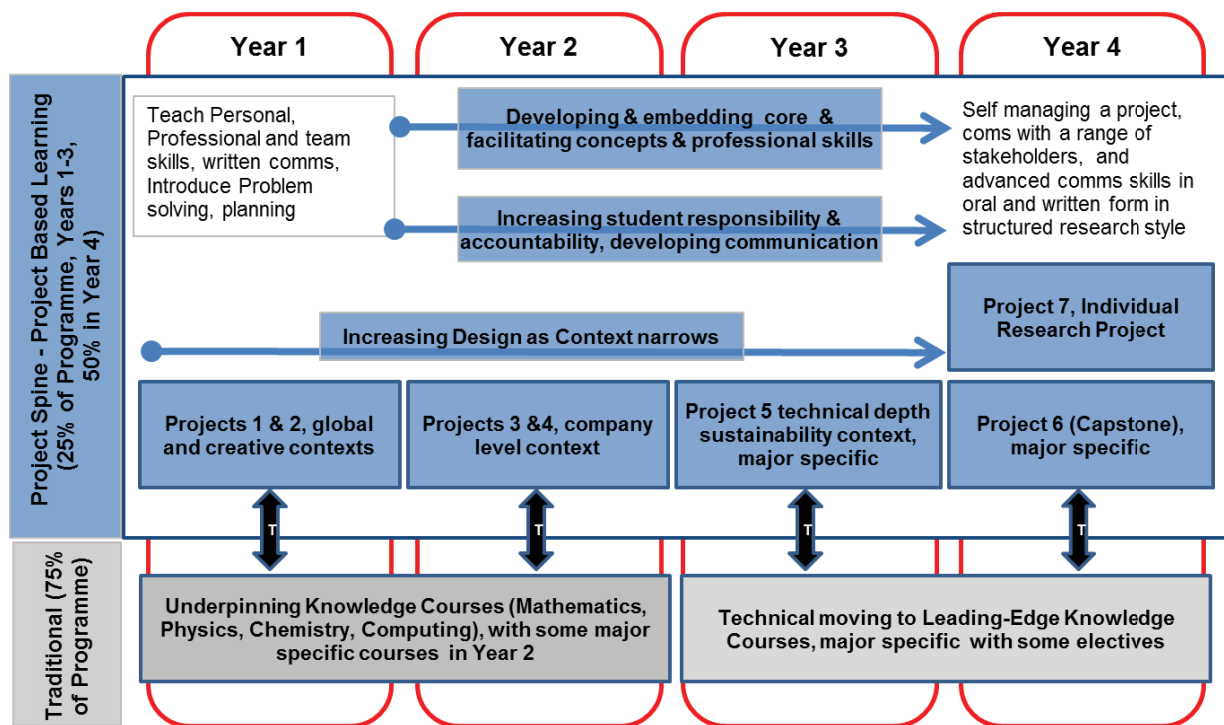 Year 1
Year 2
Year 3
Year 4
Project Spine - Project Based Learning
(25% of Programme, Years 1-3,
50% in Year 4)
Teach Personal,
Professional and team
skills, written comms,
Introduce Problem
solving, planning
Developing & embedding core &
facilitating concepts & professional skills
Increasing student responsibility &
accountability, developing communication
Self managing a project,
coms with a range of
stakeholders, and
advanced comms skills in
oral and written form in
structured research style
Increasing Design as Context narrows
Project 7, Individual
Research Project
Projects 1 & 2, global
and creative contexts
Projects 3 &4, company
level context
Project 5 technical depth
sustainability context,
major specific
Project 6 (Capstone),
major specific
T
T
T
T
Traditional (75%
of Programme)
Underpinning Knowledge Courses (Mathematics,
Physics, Chemistry, Computing), with some major
specific courses in Year 2
Technical moving to Leading-Edge Knowledge
Courses, major specific with some electives